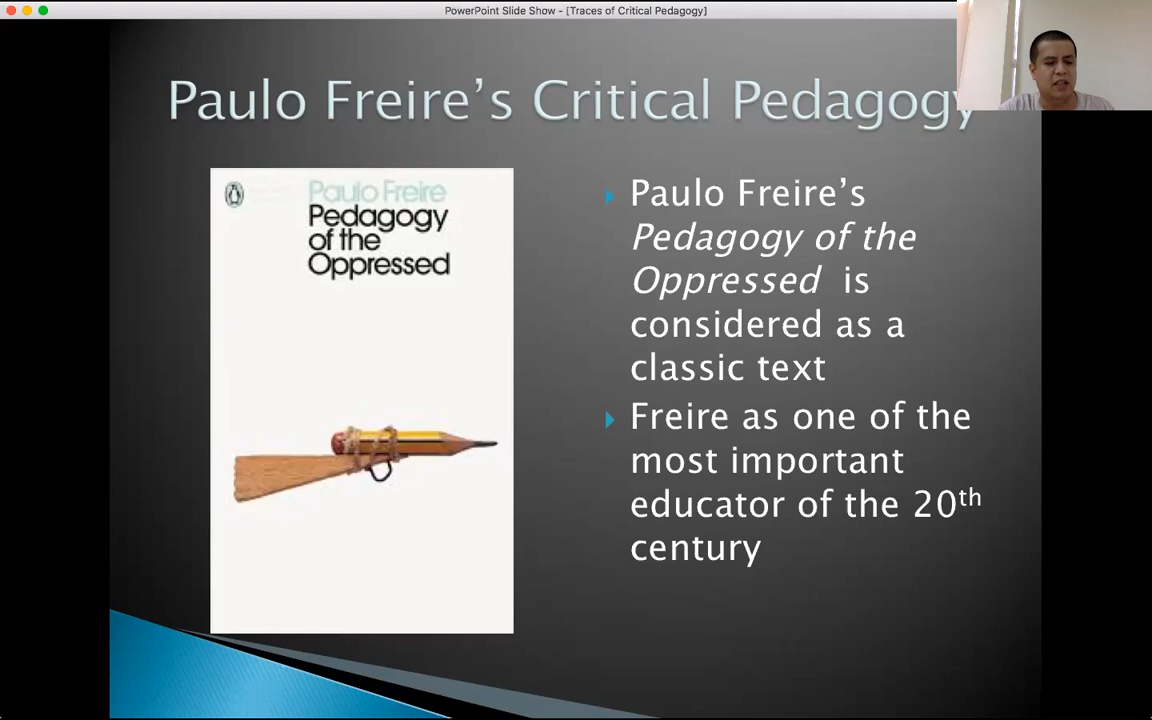 PowerPoint Slide Show - [Traces of Critical Pedagogy]
Paulo Freire's Critical Pedagogy
Paulo Freire
Pedagogy
of the
Oppressed
Paulo Freire's
Pedagogy of the
Oppressed is
considered as a
classic text
Freire as one of the
most important
educator of the 20th
century